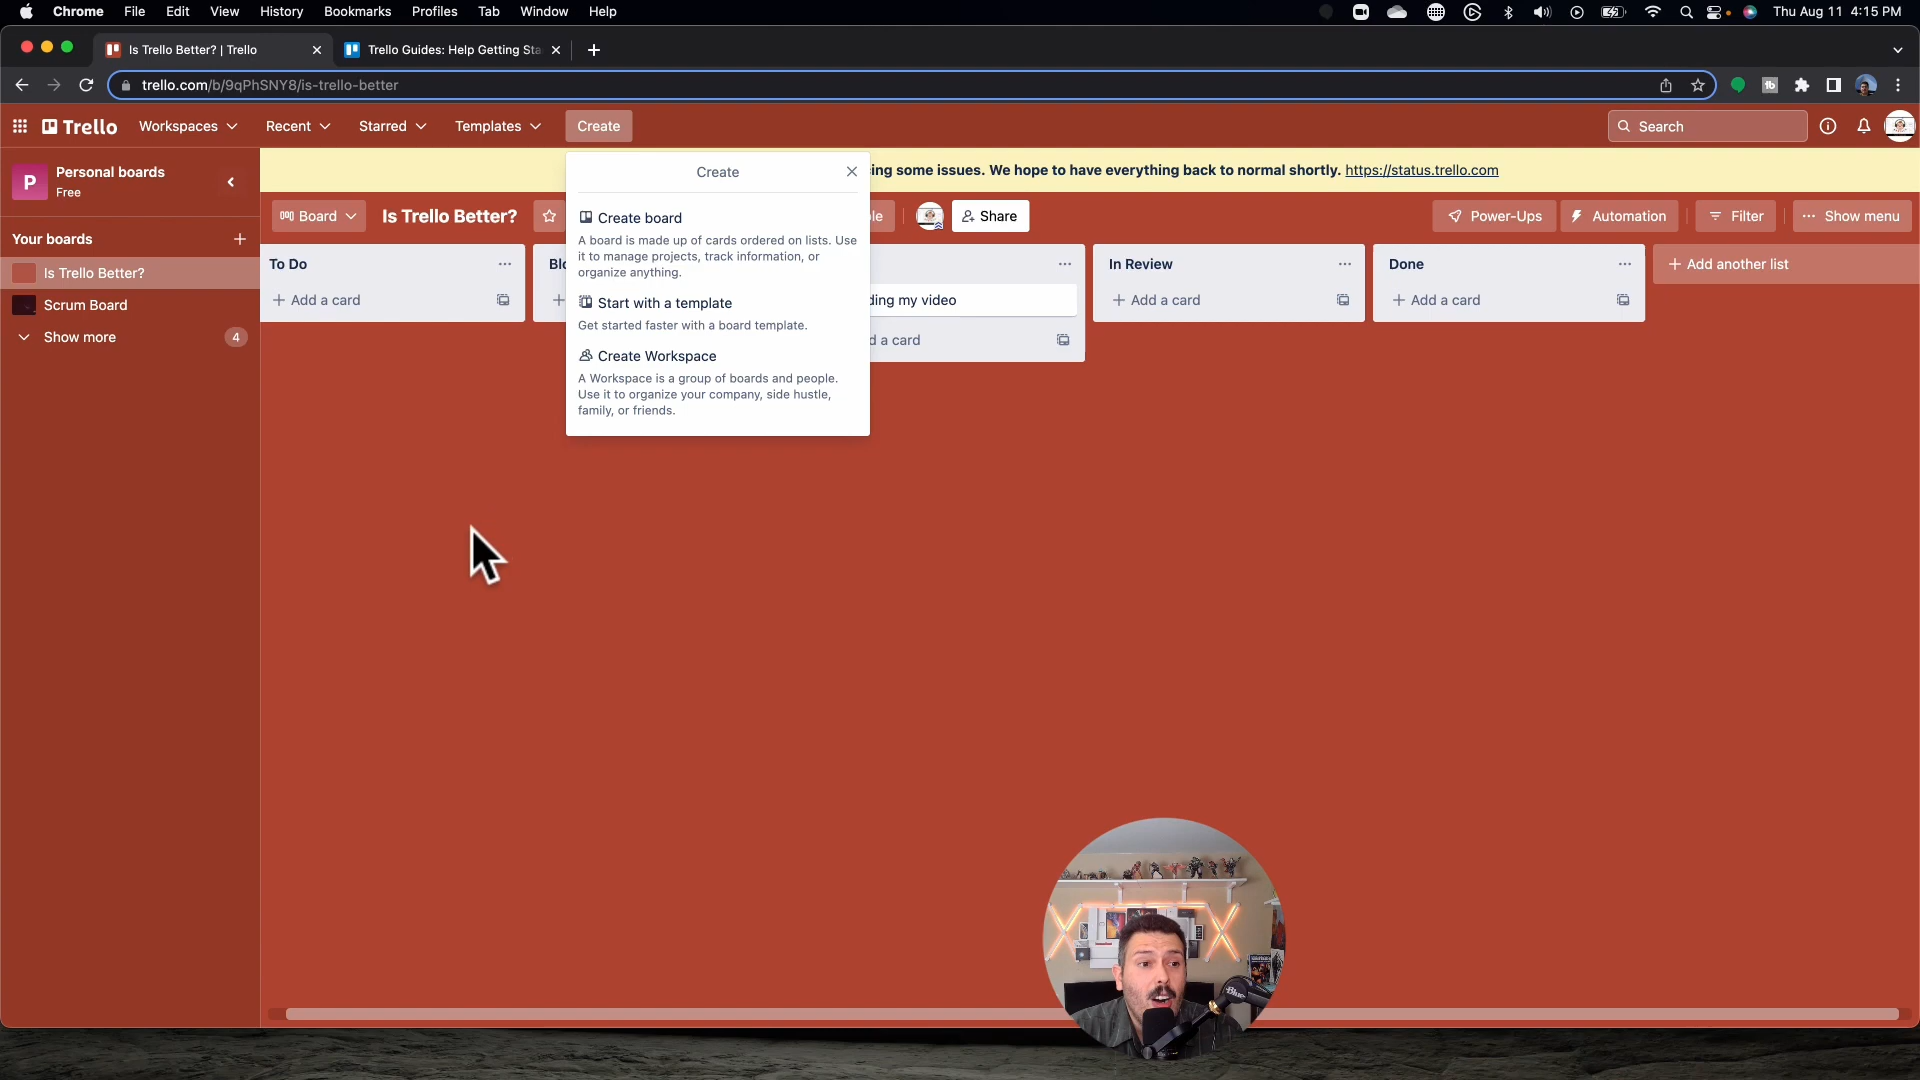 Chrome File Edit View History Bookmarks Profiles Tab Window Help Thu Aug 11 4:15 PM
Is Trello Better? | Trello Trello Guides: Help Getting Sta
trello.com/b/9qPhSNY8/is-trello-better
Trello Workspaces Recent Starred Templates Create Search
P Personal boards
Free
Create
ing some issues. We hope to have everything back to normal shortly. https://status.trello.com
Board Is Trello Better? ble Share Power-Ups Automation Filter Show menu
Your boards
Is Trello Better?
Scrum Board
Show more 4
Create board
A board is made up of cards ordered on lists. Use
it to manage projects, track information, or
organize anything.
Start with a template
Get started faster with a board template.
Create Workspace
A Workspace is a group of boards and people.
Use it to organize your company, side hustle,
family, or friends.
To Do
Add a card
Blo
ding my video
d a card
In Review
Add a card
Done
Add a card
Add another list
Blue